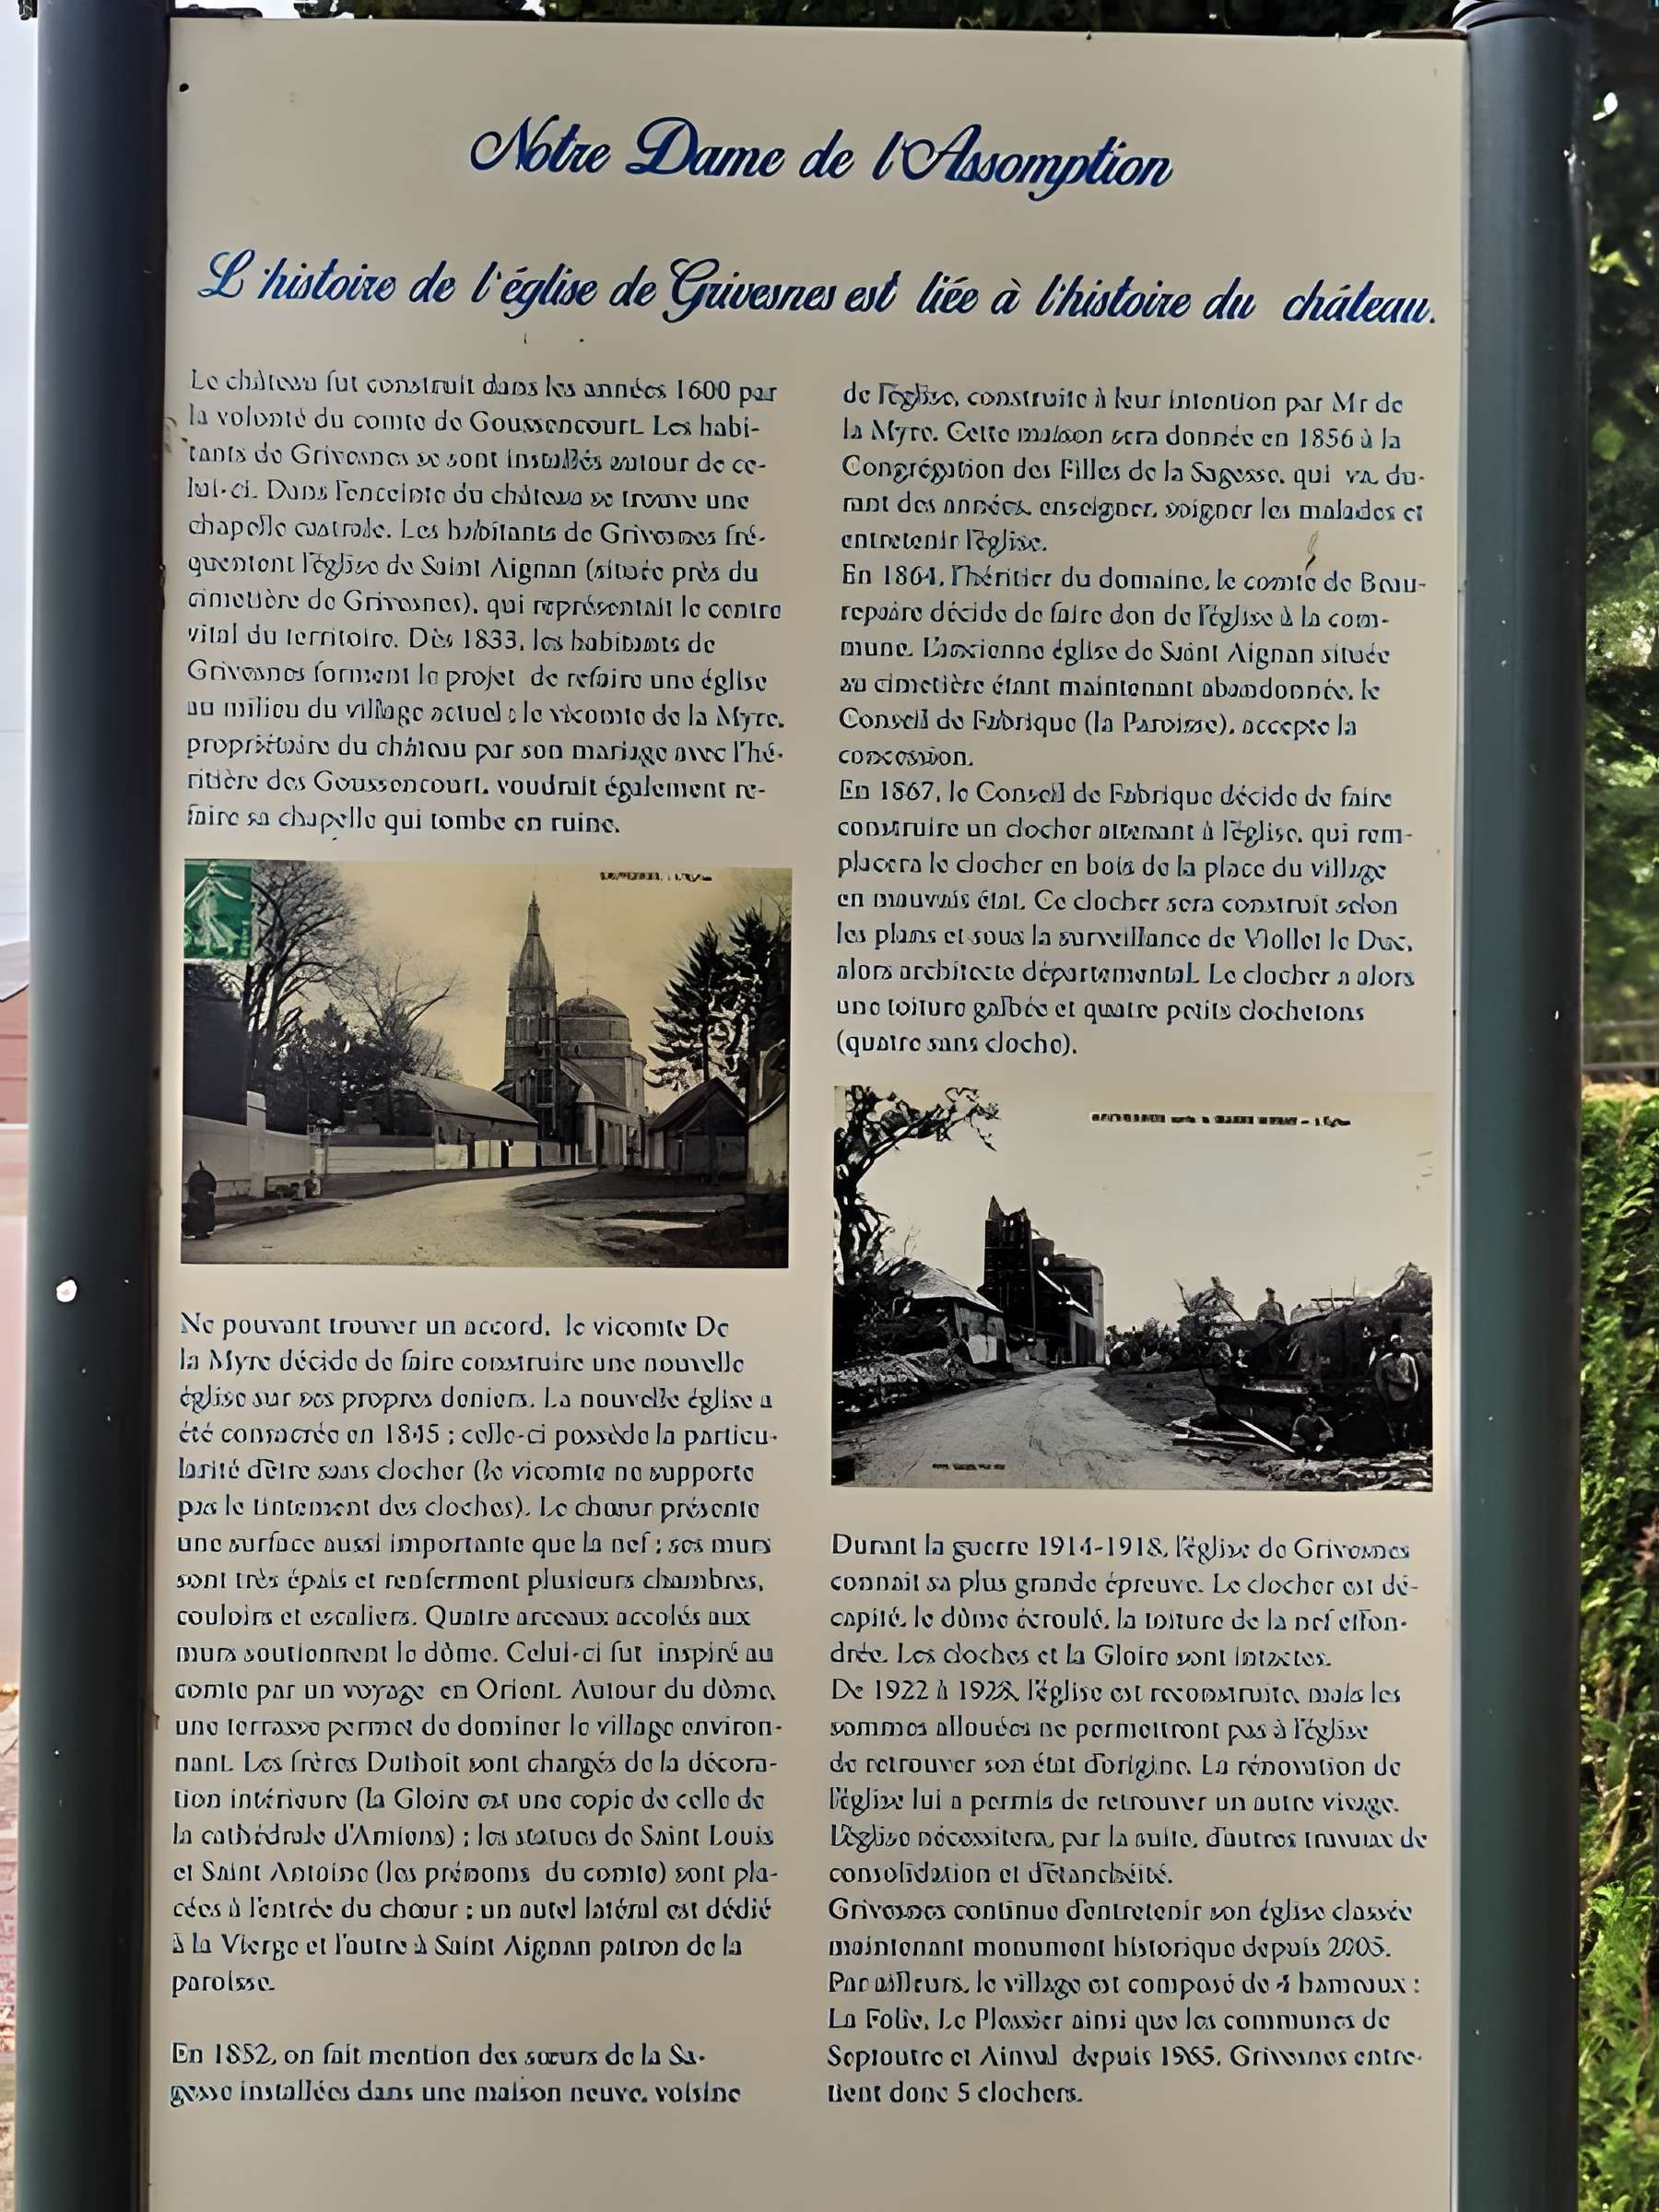 Notre Dame de l'Assomption
L'histoire de l'église de Grivesnes est liée à l'histoire du château.
Le château fut construit dans les années 1600 par
la volonté du comte de Goussencourt. Les habi-
tants de Grivesnes se sont installés autour de ce-
lui-ci. Dans l'enceinte du château se trouve une
chapelle castrale. Les habitants de Grivesnes fré-
quentent l'église de Saint Aignan (située près du
cimetière de Grivesnes), qui représentait le centre
vital du territoire. Dès 1833, les habitants de
Grivesnes forment le projet de refaire une église
au milieu du village actuel : le vicomte de la Myre,
propriétaire du château par son mariage avec l'hé-
ritière des Goussencourt, voudrait également re-
faire sa chapelle qui tombe en ruine.
Ne pouvant trouver un accord, le vicomte De
la Myre décide de faire construire une nouvelle
église sur ses propres deniers. La nouvelle église a
été consacrée en 1845 ; celle-ci possède la particu-
larité d'être sans clocher (le vicomte ne supporte
pas le tintement des cloches). Le chœur présente
une surface aussi importante que la nef ; ses murs
sont très épais et renferment plusieurs chambres,
couloirs et escaliers. Quatre arceaux accolés aux
murs soutiennent le dôme. Celui-ci fut inspiré au
comte par un voyage en Orient. Autour du dôme,
une terrasse permet de dominer le village environ-
nant. Les frères Duthoit sont chargés de la décora-
tion intérieure (la Gloire est une copie de celle de
la cathédrale d'Amiens) ; les statues de Saint Louis
et Saint Antoine (les prénoms du comte) sont pla-
cées à l'entrée du chœur ; un autel latéral est dédié
à la Vierge et l'autre à Saint Aignan patron de la
paroisse.
En 1852, on fait mention des sœurs de la Sa-
gesse installées dans une maison neuve, voisine
de l'église, construite à leur intention par Mr de
la Myre. Cette maison sera donnée en 1856 à la
Congrégation des Filles de la Sagesse, qui va, du-
rant des années, enseigner, soigner les malades et
entretenir l'église.
En 1864, l'héritier du domaine, le comte de Beau-
repaire décide de faire don de l'église à la com-
mune. L'ancienne église de Saint Aignan située
au cimetière étant maintenant abandonnée, le
Conseil de Fabrique (la Paroisse), accepte la
concession.
En 1867, le Conseil de Fabrique décide de faire
construire un clocher attenant à l'église, qui rem-
placera le clocher en bois de la place du village
en mauvais état. Ce clocher sera construit selon
les plans et sous la surveillance de Viollet le Duc,
alors architecte départemental. Le clocher a alors
une toiture galbée et quatre petits clochetons
(quatre sans cloche).
Durant la guerre 1914-1918, l'église de Grivesnes
connait sa plus grande épreuve. Le clocher est dé-
capité, le dôme écroulé, la toiture de la nef effon-
drée. Les cloches et la Gloire sont intactes.
De 1922 à 1928, l'église est reconstruite, mais les
sommes allouées ne permettront pas à l'église
de retrouver son état d'origine. La rénovation de
l'église lui a permis de retrouver un autre visage.
L'église nécessitera, par la suite, d'autres travaux de
consolidation et d'étanchéité.
Grivesnes continue d'entretenir son église classée
maintenant monument historique depuis 2005.
Par ailleurs, le village est composé de 4 hameaux :
La Folie, Le Plessier ainsi que les communes de
Septoutre et Ainval depuis 1965. Grivesnes entre-
tient donc 5 clochers.